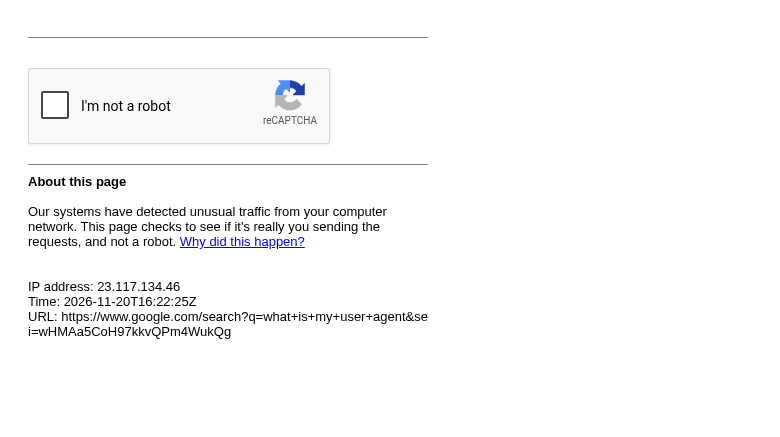 I'm not a robot
reCAPTCHA
About this page
Our systems have detected unusual traffic from your computer
network. This page checks to see if it's really you sending the
requests, and not a robot. Why did this happen?
IP address: 23.117.134.46
Time: 2026-11-20T16:22:25Z
URL: https://www.google.com/search?q=what+is+my+user+agent&se
i=wHMAa5CoH97kkvQPm4WukQg